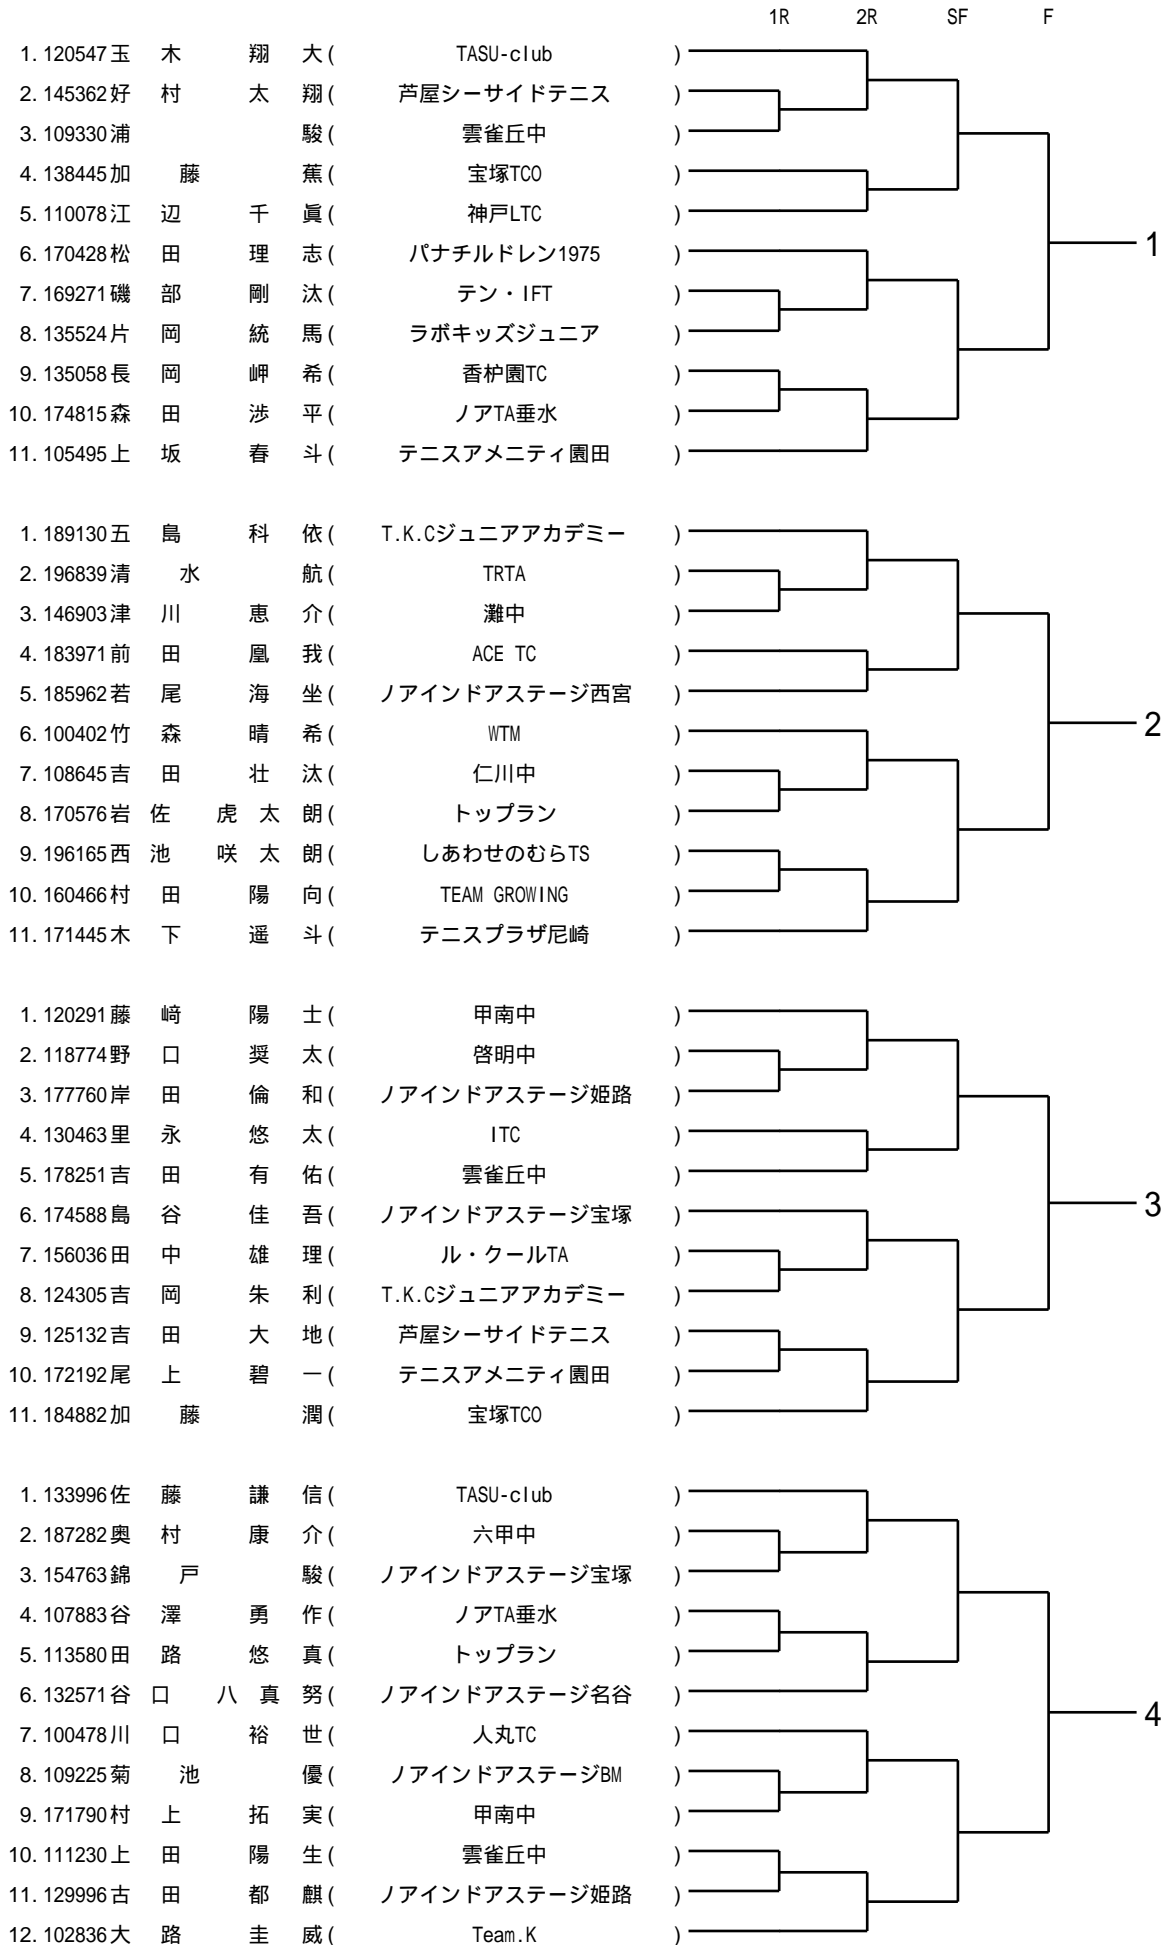 1R 2R SF F
1. 120547 玉 木 翔 大 ( TASU-club )
2. 145362 好 村 太 翔 ( 芦屋シーサイドテニス )
3. 109330 浦 駿 ( 雲雀丘中 )
4. 138445 加 藤 蕉 ( 宝塚TCO )
5. 110078 江 辺 千 眞 ( 神戸LTC )
6. 170428 松 田 理 志 ( パナチルドレン1975 )
7. 169271 磯 部 剛 汰 ( テン・IFT )
8. 135524 片 岡 統 馬 ( ラボキッズジュニア )
9. 135058 長 岡 岬 希 ( 香枦園TC )
10. 174815 森 田 渉 平 ( ノアTA垂水 )
11. 105495 上 坂 春 斗 ( テニスアメニティ園田 )
1
1. 189130 五 島 科 依 ( T.K.Cジュニアアカデミー )
2. 196839 清 水 航 ( TRTA )
3. 146903 津 川 恵 介 ( 灘中 )
4. 183971 前 田 凰 我 ( ACE TC )
5. 185962 若 尾 海 坐 ( ノアインドアステージ西宮 )
6. 100402 竹 森 晴 希 ( WTM )
7. 108645 吉 田 壮 汰 ( 仁川中 )
8. 170576 岩 佐 虎 太 朗 ( トップラン )
9. 196165 西 池 咲 太 朗 ( しあわせのむらTS )
10. 160466 村 田 陽 向 ( TEAM GROWING )
11. 171445 木 下 遥 斗 ( テニスプラザ尼崎 )
2
1. 120291 藤 﨑 陽 士 ( 甲南中 )
2. 118774 野 口 奨 太 ( 啓明中 )
3. 177760 岸 田 倫 和 ( ノアインドアステージ姫路 )
4. 130463 里 永 悠 太 ( ITC )
5. 178251 吉 田 有 佑 ( 雲雀丘中 )
6. 174588 島 谷 佳 吾 ( ノアインドアステージ宝塚 )
7. 156036 田 中 雄 理 ( ル・クールTA )
8. 124305 吉 岡 朱 利 ( T.K.Cジュニアアカデミー )
9. 125132 吉 田 大 地 ( 芦屋シーサイドテニス )
10. 172192 尾 上 碧 一 ( テニスアメニティ園田 )
11. 184882 加 藤 潤 ( 宝塚TCO )
3
1. 133996 佐 藤 謙 信 ( TASU-club )
2. 187282 奥 村 康 介 ( 六甲中 )
3. 154763 錦 戸 駿 ( ノアインドアステージ宝塚 )
4. 107883 谷 澤 勇 作 ( ノアTA垂水 )
5. 113580 田 路 悠 真 ( トップラン )
6. 132571 谷 口 八 真 努 ( ノアインドアステージ名谷 )
7. 100478 川 口 裕 世 ( 人丸TC )
8. 109225 菊 池 優 ( ノアインドアステージBM )
9. 171790 村 上 拓 実 ( 甲南中 )
10. 111230 上 田 陽 生 ( 雲雀丘中 )
11. 129996 古 田 都 麒 ( ノアインドアステージ姫路 )
12. 102836 大 路 圭 威 ( Team.K )
4